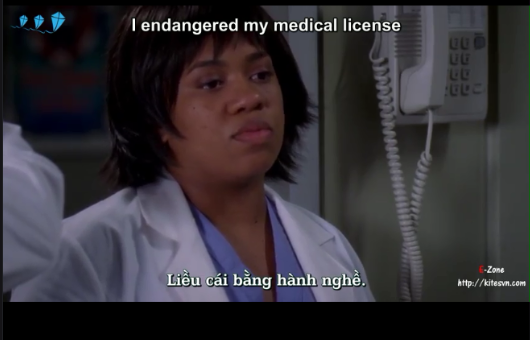 I endangered my medical license
Liều cái bằng hành nghề.
E-Zone
http://kitesvn.com